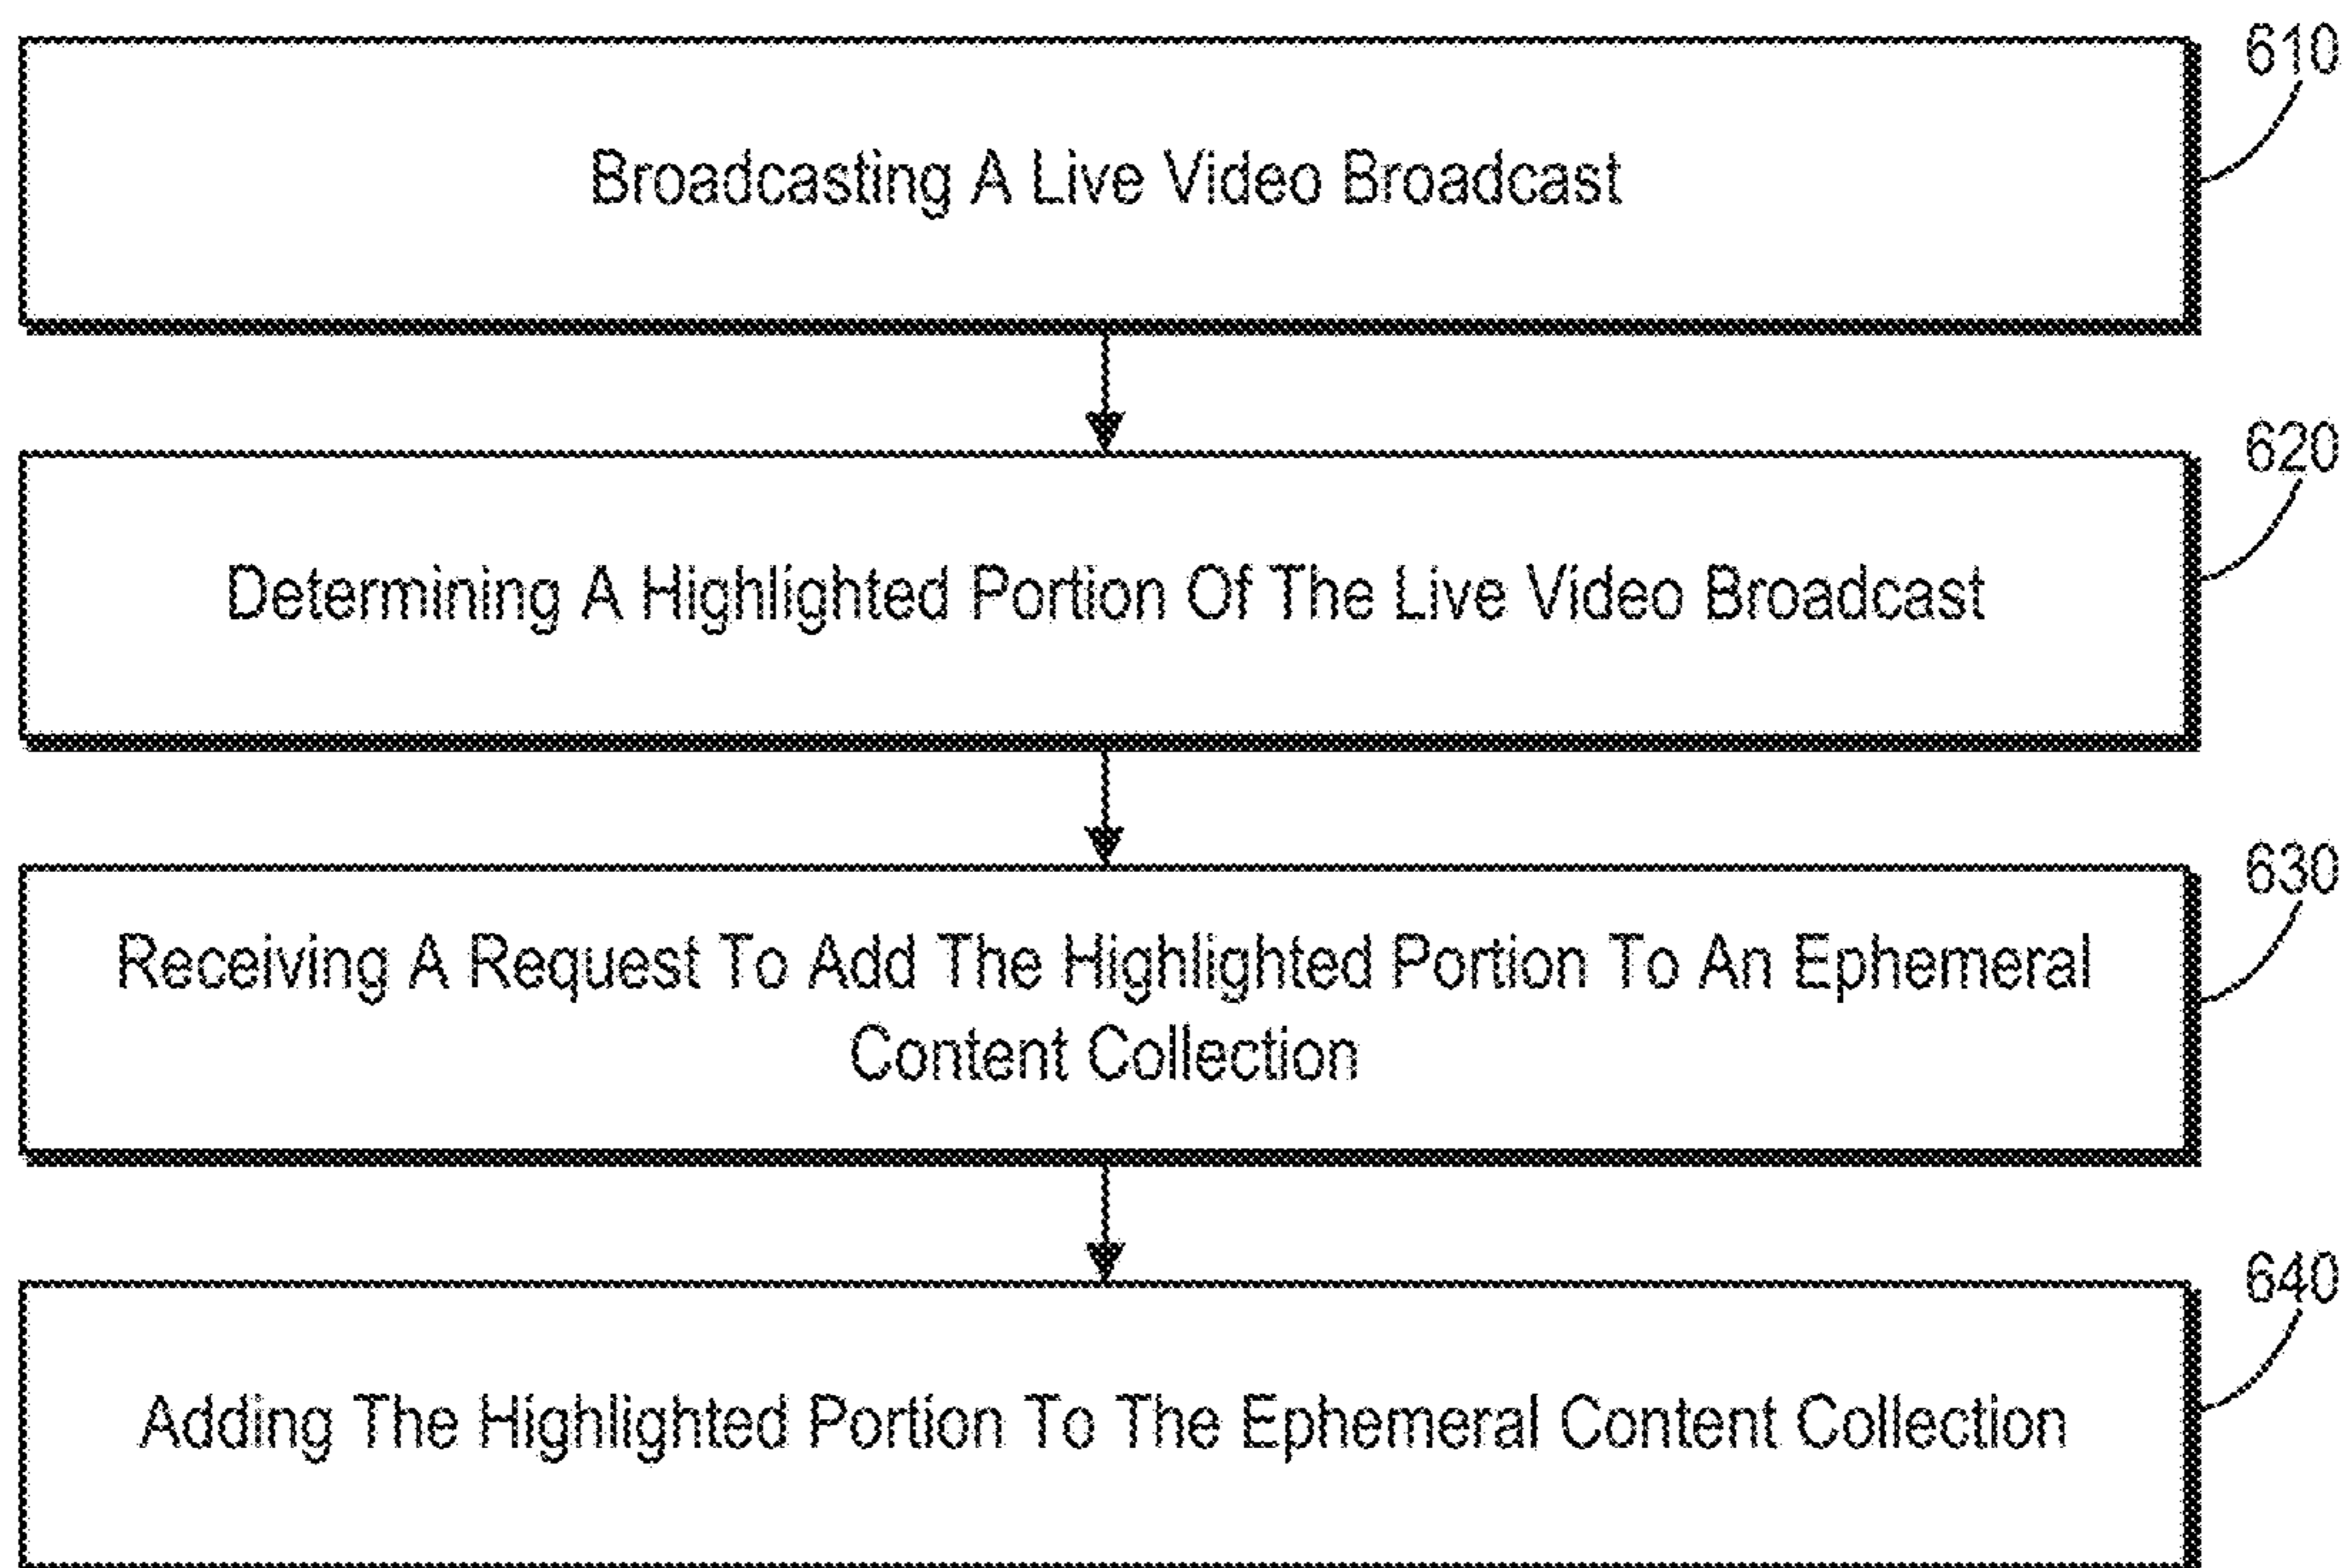 610
Broadcasting A Live Video Broadcast
620
Determining A Highlighted Portion Of The Live Video Broadcast
630
Receiving A Request To Add The Highlighted Portion To An Ephemeral
Content Collection
640
Adding The Highlighted Portion To The Ephemeral Content Collection